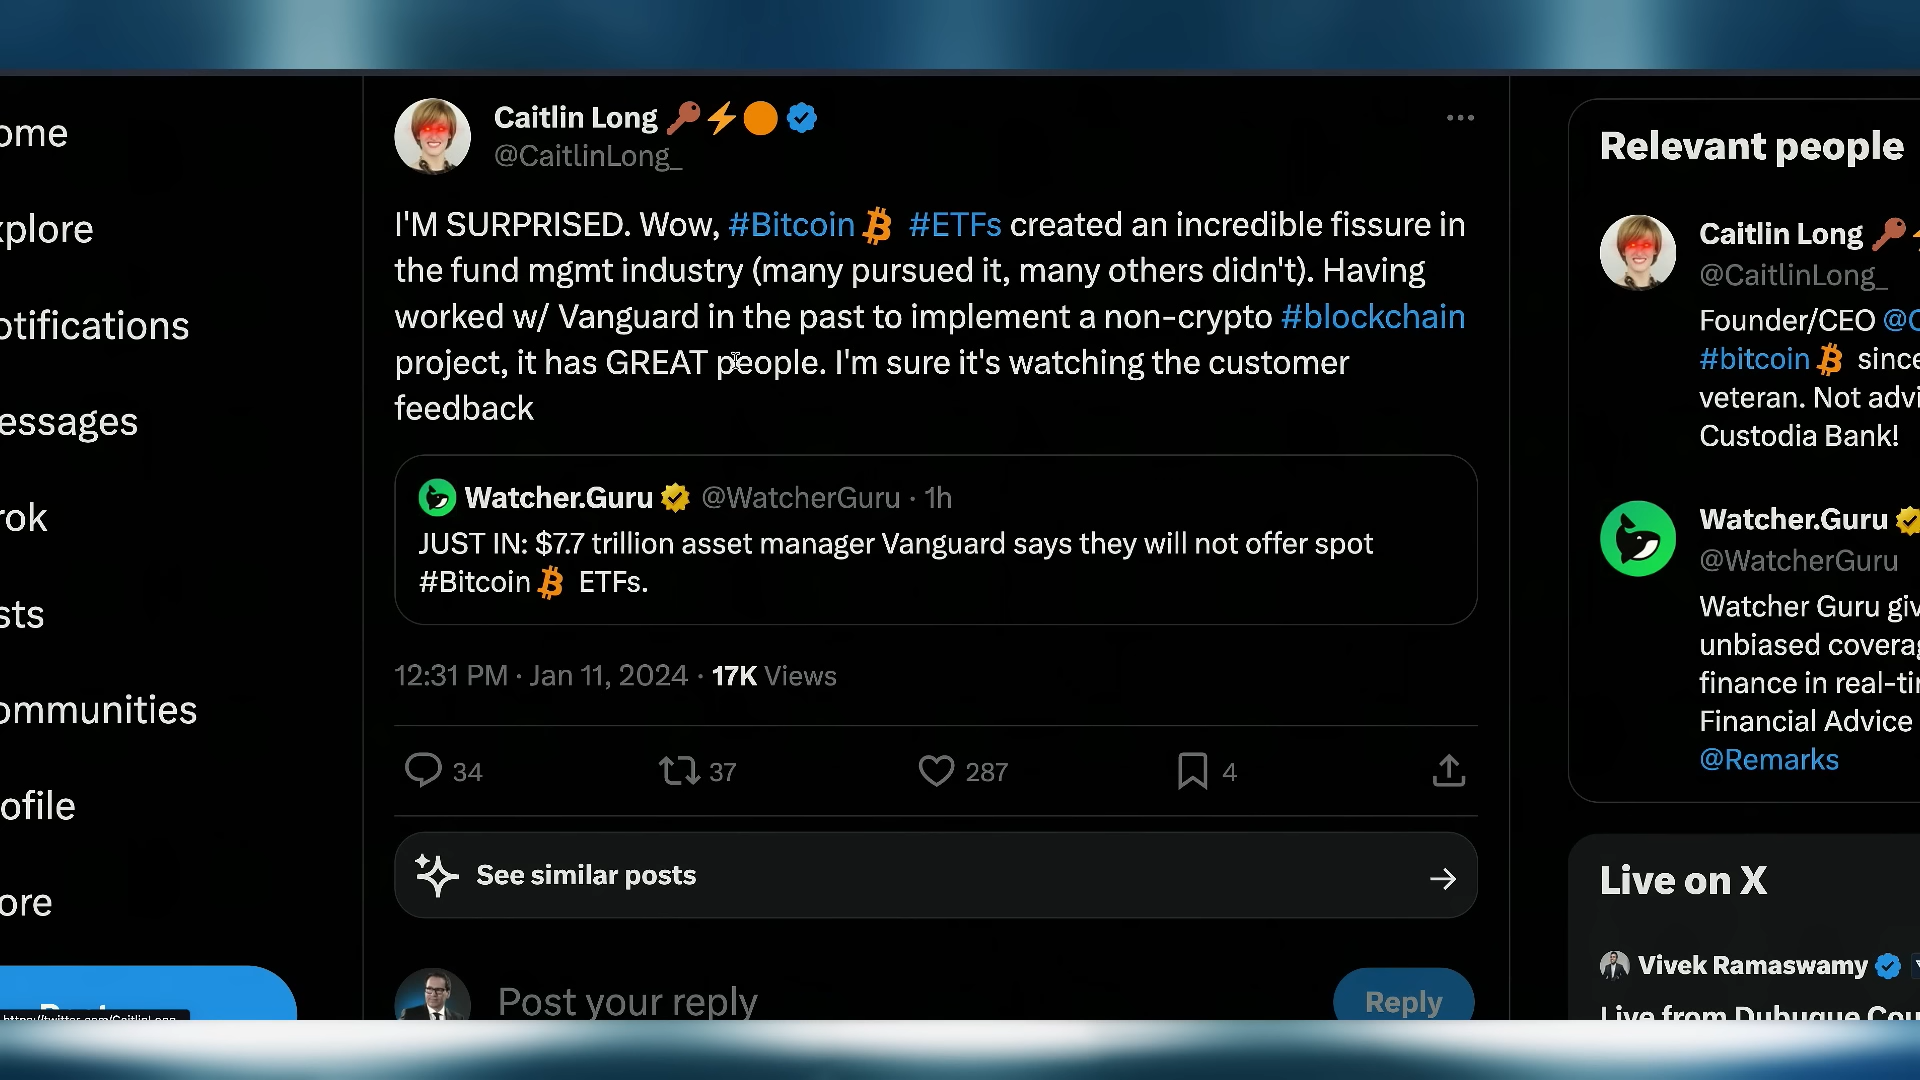 ome
xplore
otifications
essages
rok
sts
ommunities
ofile
ore
Caitlin Long
@CaitlinLong_
I'M SURPRISED. Wow, #Bitcoin #ETFs created an incredible fissure in
the fund mgmt industry (many pursued it, many others didn't). Having
worked w/ Vanguard in the past to implement a non-crypto #blockchain
project, it has GREAT people. I'm sure it's watching the customer
feedback
Watcher.Guru @WatcherGuru · 1h
JUST IN: $7.7 trillion asset manager Vanguard says they will not offer spot
#Bitcoin ETFs.
12:31 PM · Jan 11, 2024 · 17K Views
34 37 287 4
See similar posts
Post your reply
Reply
Relevant people
Caitlin Long
@CaitlinLong_
Founder/CEO @C
#bitcoin since
veteran. Not advi
Custodia Bank!
Watcher.Guru
@WatcherGuru
Watcher Guru giv
unbiased coverag
finance in real-ti
Financial Advice
@Remarks
Live on X
Vivek Ramaswamy
Live from Dubuque Cou